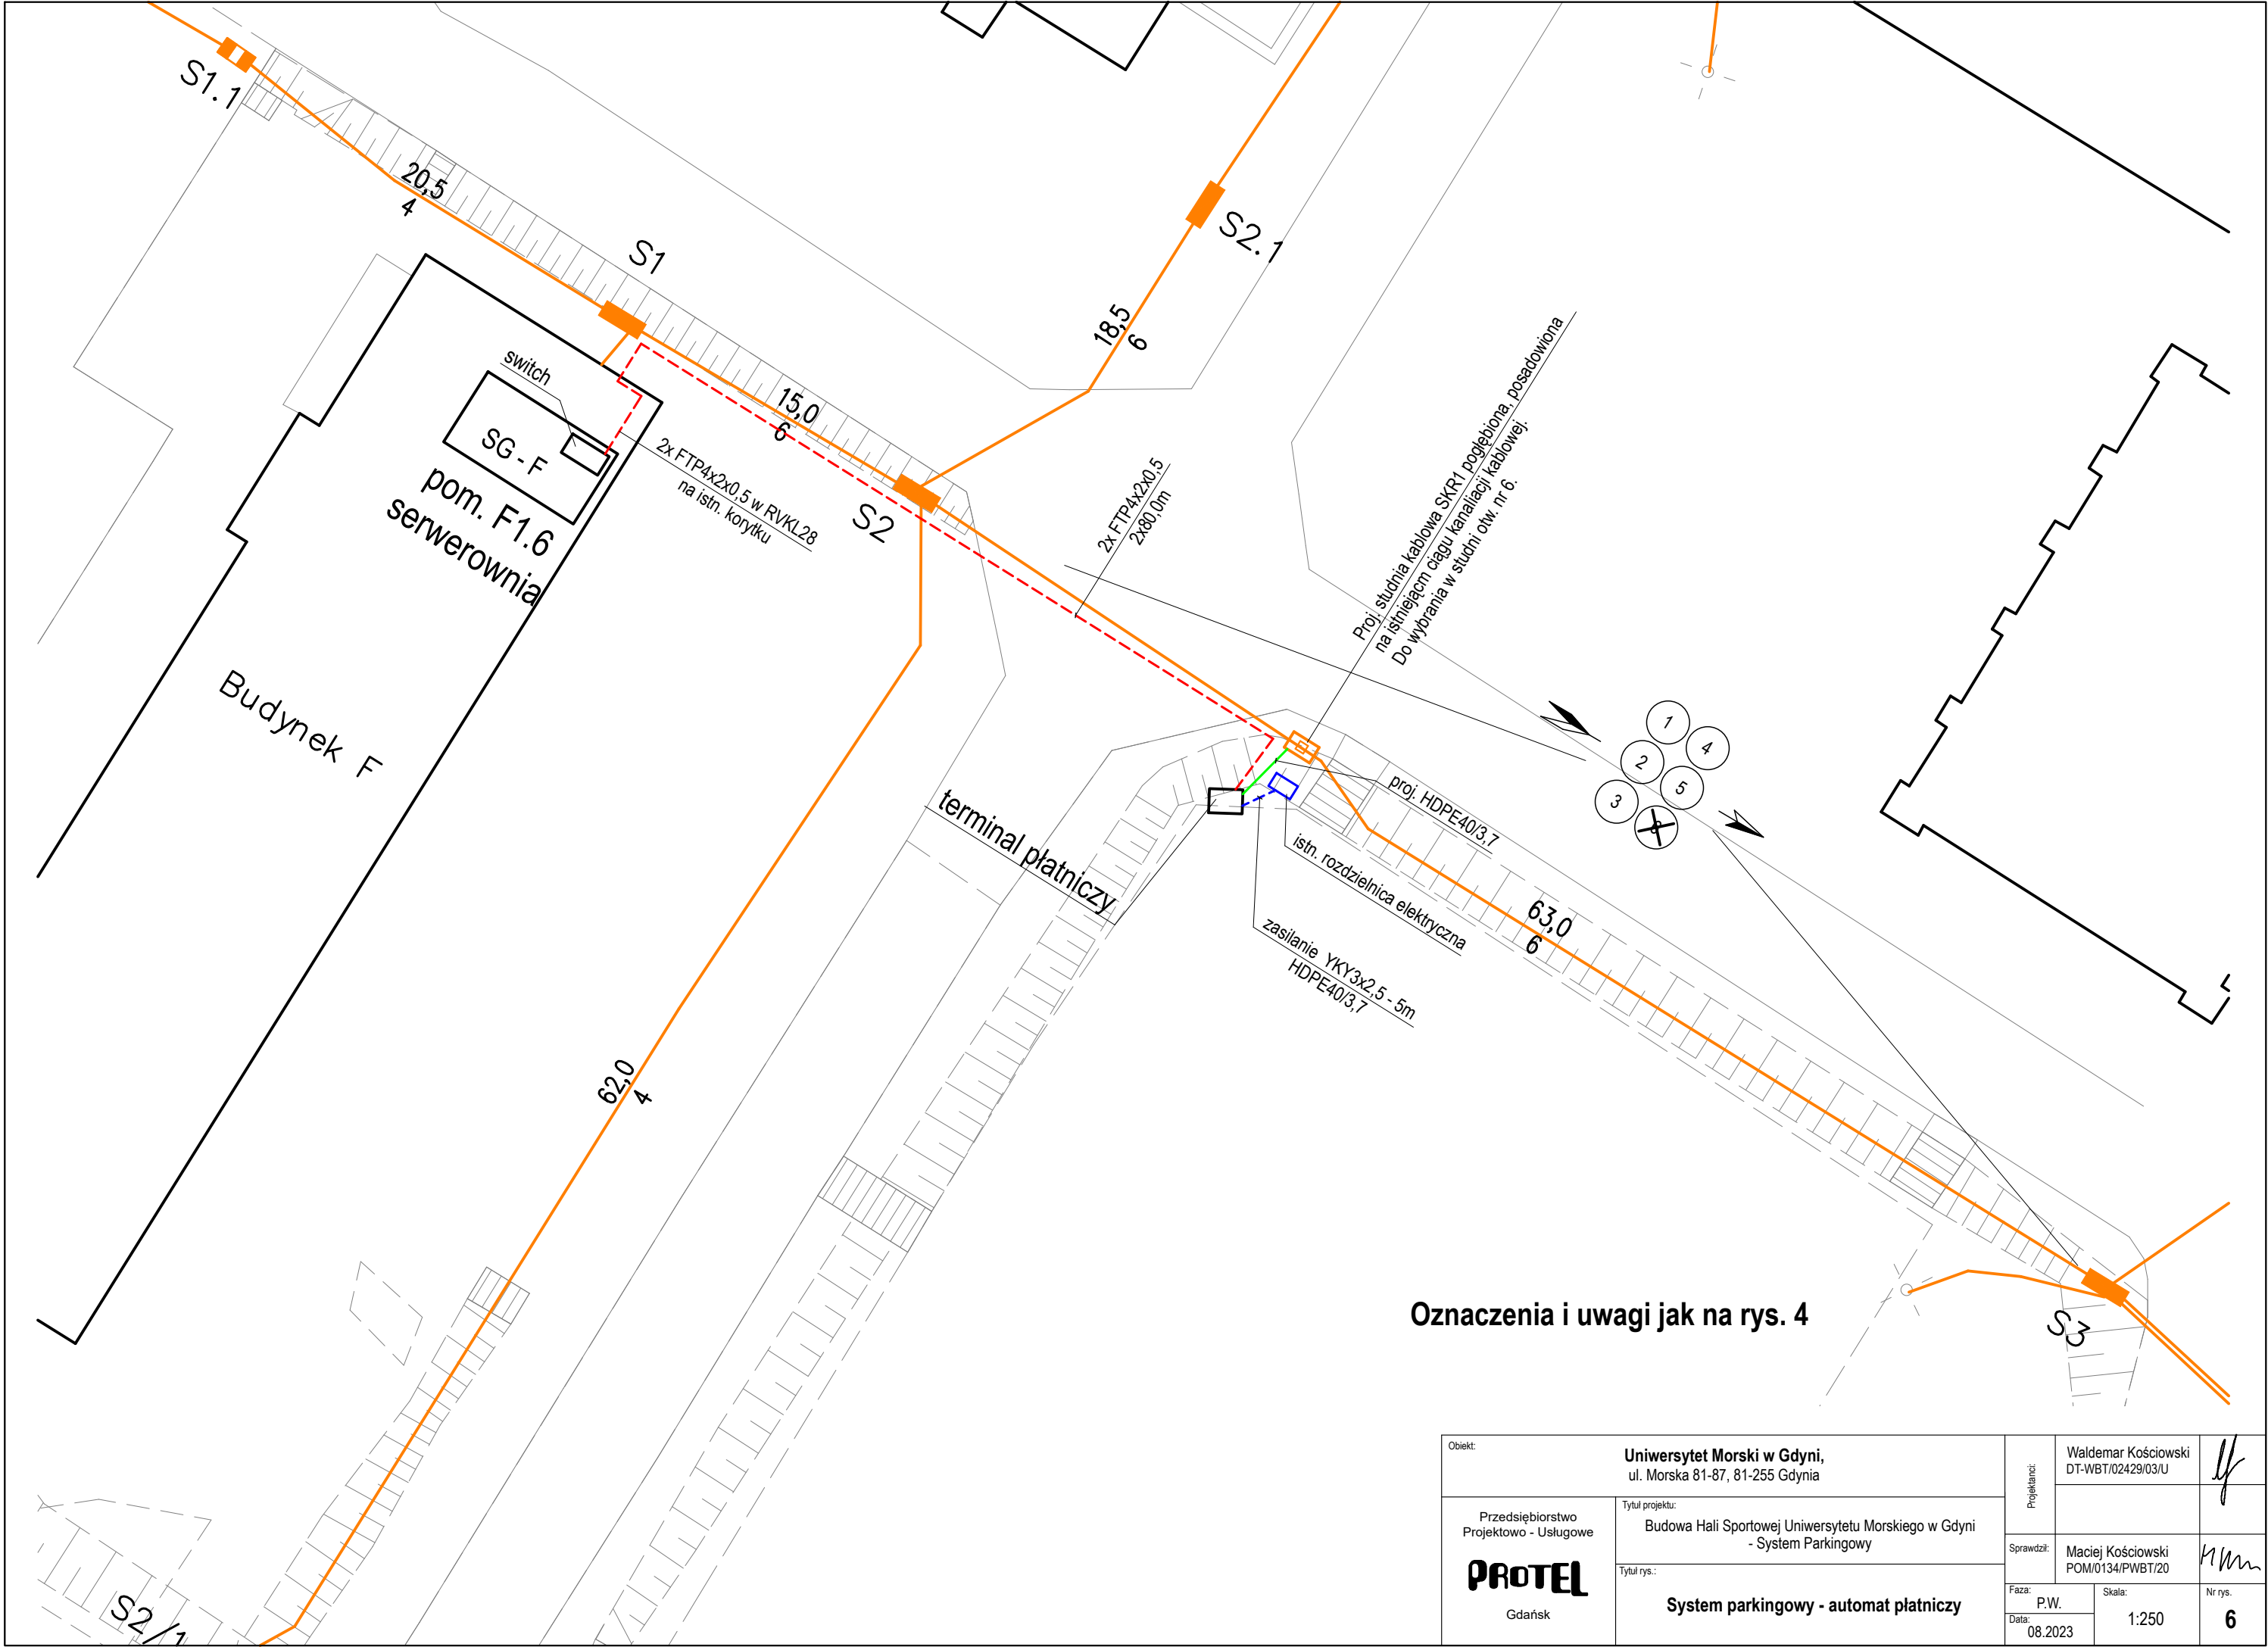 S1.1
20,5
4
S1
S2.1
18,5
6
switch
15,0
6
SG - F
pom. F1.6
serwerownia
2x FTP4x2x0,5 w RVKL28
na istn. korytku
S2
2x FTP4x2x0,5
2x80,0m
Proj. studnia kablowa SKR1 pogłębiona, posadowiona
na istniejącm ciągu kanaliacji kablowej.
Do wybrania w studni otw. nr 6.
Budynek F
1
4
2
5
3
6
terminal płatniczy
proj. HDPE40/3,7
istn. rozdzielnica elektryczna
zasilanie YKY3x2,5 - 5m
HDPE40/3,7
63,0
6
62,0
4
Oznaczenia i uwagi jak na rys. 4
S3
S2/1
Obiekt:
Uniwersytet Morski w Gdyni,
ul. Morska 81-87, 81-255 Gdynia
Przedsiębiorstwo
Projektowo - Usługowe
PROTEL
Gdańsk
Tytuł projektu:
Budowa Hali Sportowej Uniwersytetu Morskiego w Gdyni
- System Parkingowy
Tytuł rys.:
System parkingowy - automat płatniczy
Projektanci:
Waldemar Kościowski
DT-WBT/02429/03/U
Sprawdził:
Maciej Kościowski
POM/0134/PWBT/20
Faza:
P.W.
Data:
08.2023
Skala:
1:250
Nr rys.
6